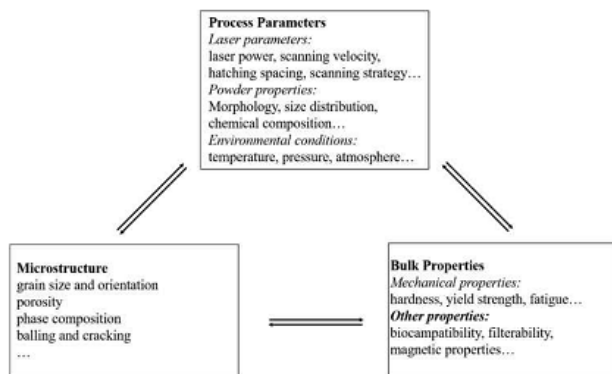 Process Parameters
Laser parameters:
laser power, scanning velocity,
hatching spacing, scanning strategy…
Powder properties:
Morphology, size distribution,
chemical composition…
Environmental conditions:
temperature, pressure, atmosphere…
Microstructure
grain size and orientation
porosity
phase composition
balling and cracking
…
Bulk Properties
Mechanical properties:
hardness, yield strength, fatigue…
Other properties:
biocampatibility, filterability,
magnetic properties…